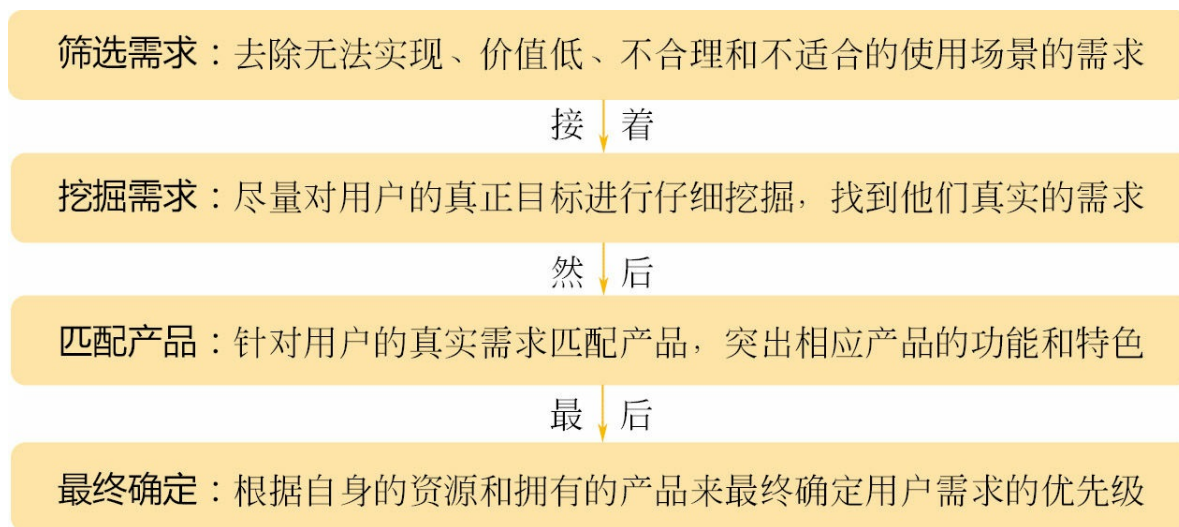 筛选需求：去除无法实现、价值低、不合理和不适合的使用场景的需求
接着
挖掘需求：尽量对用户的真正目标进行仔细挖掘，找到他们真实的需求
然后
匹配产品：针对用户的真实需求匹配产品，突出相应产品的功能和特色
最后
最终确定：根据自身的资源和拥有的产品来最终确定用户需求的优先级